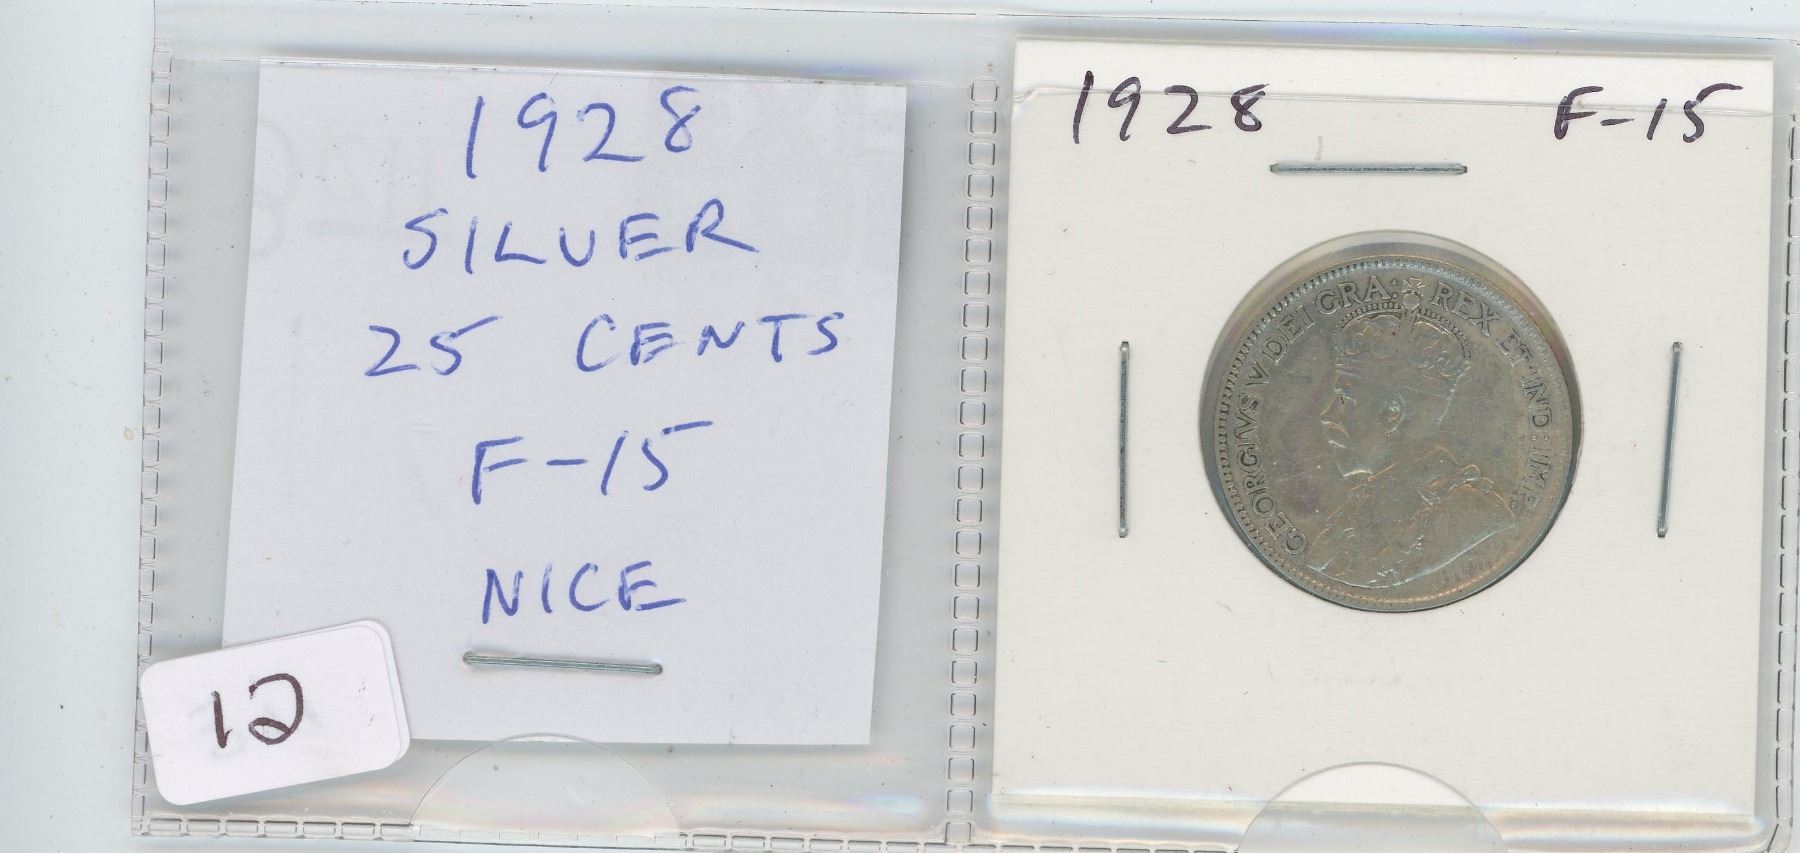 1928
SILVER
25 CENTS
F-15
NICE
12
1928 F-15
GEORGIVS V DEI GRA: REX ET IND: IMP: